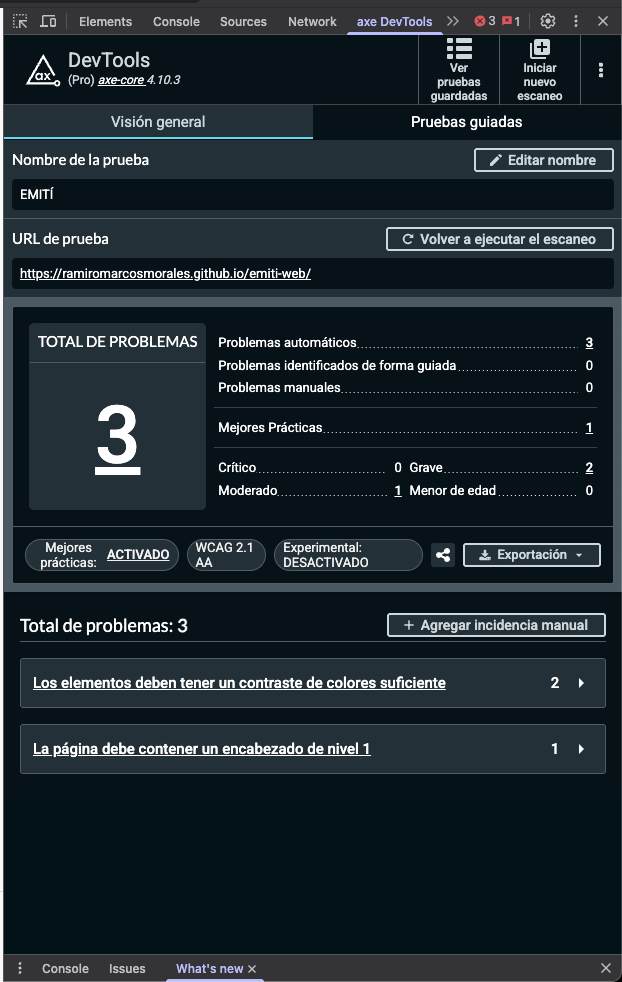 Elements Console Sources Network axe DevTools 3 1
ax
DevTools
(Pro) axe-core 4.10.3
Ver pruebas guardadas
Iniciar nuevo escaneo
Visión general Pruebas guiadas
Nombre de la prueba Editar nombre
EMITÍ
URL de prueba Volver a ejecutar el escaneo
https://ramiromarcosmorales.github.io/emiti-web/
TOTAL DE PROBLEMAS
3
Problemas automáticos 3
Problemas identificados de forma guiada 0
Problemas manuales 0
Mejores Prácticas 1
Crítico 0 Grave 2
Moderado 1 Menor de edad 0
Mejores prácticas: ACTIVADO
WCAG 2.1 AA
Experimental: DESACTIVADO
Exportación
Total de problemas: 3 + Agregar incidencia manual
Los elementos deben tener un contraste de colores suficiente 2
La página debe contener un encabezado de nivel 1 1
Console Issues What's new